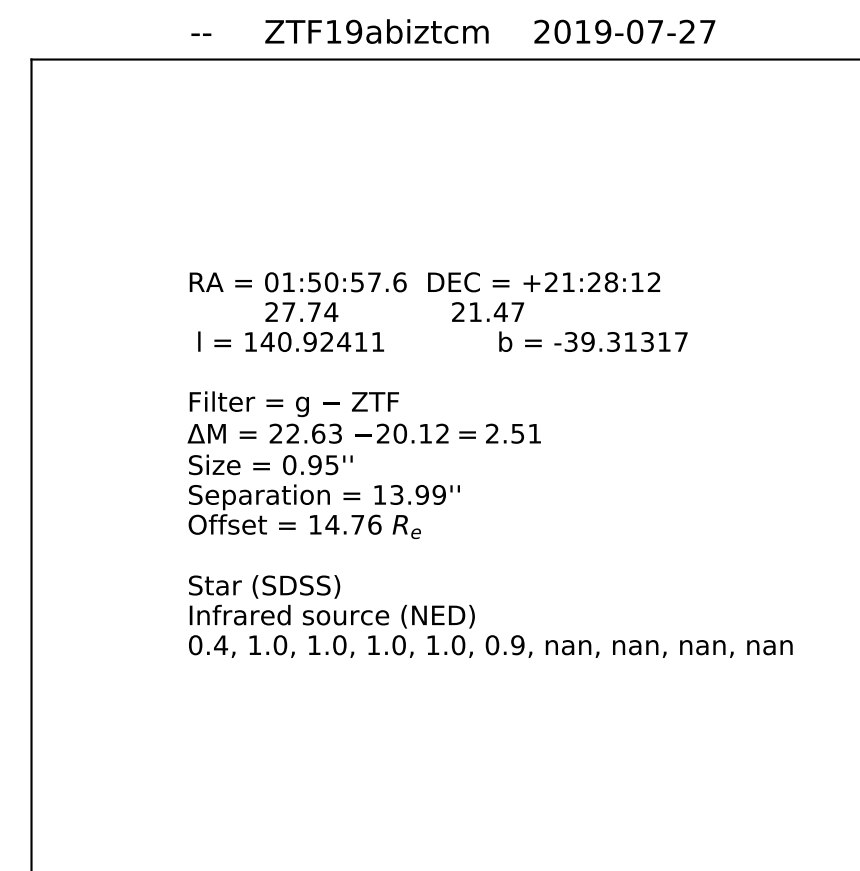 -- ZTF19abiztcm 2019-07-27
RA = 01:50:57.6 DEC = +21:28:12
27.74 21.47
l = 140.92411 b = -39.31317
Filter = g − ZTF
ΔM = 22.63 −20.12 = 2.51
Size = 0.95''
Separation = 13.99''
Offset = 14.76 Re
Star (SDSS)
Infrared source (NED)
0.4, 1.0, 1.0, 1.0, 1.0, 0.9, nan, nan, nan, nan